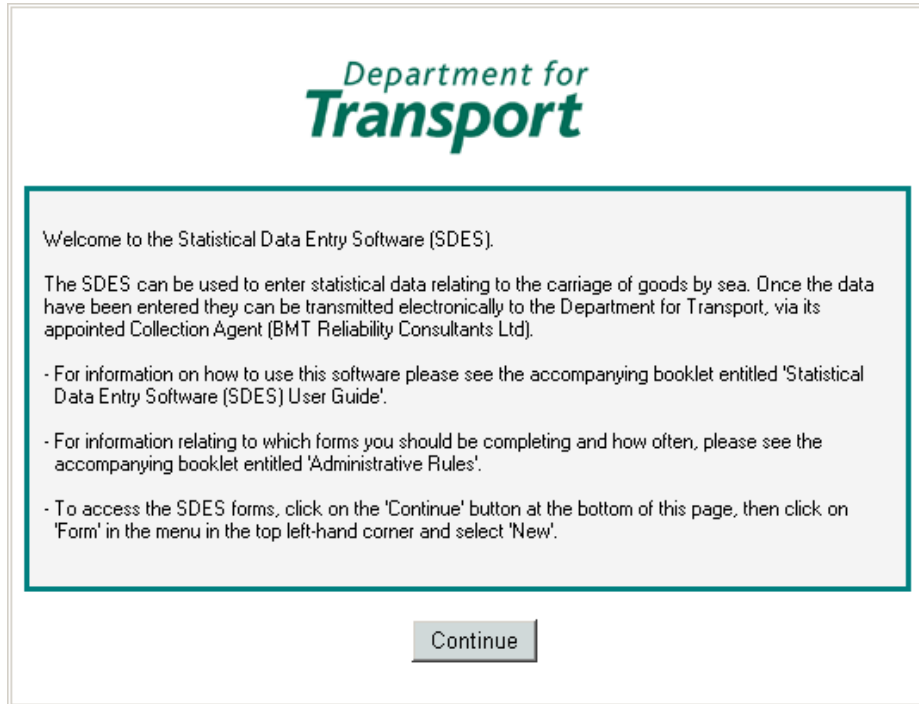 Department for
Transport
Welcome to the Statistical Data Entry Software (SDES).
The SDES can be used to enter statistical data relating to the carriage of goods by sea. Once the data
have been entered they can be transmitted electronically to the Department for Transport, via its
appointed Collection Agent (BMT Reliability Consultants Ltd).
- For information on how to use this software please see the accompanying booklet entitled 'Statistical
Data Entry Software (SDES) User Guide'.
- For information relating to which forms you should be completing and how often, please see the
accompanying booklet entitled 'Administrative Rules'.
- To access the SDES forms, click on the 'Continue' button at the bottom of this page, then click on
'Form' in the menu in the top left-hand corner and select 'New'.
Continue